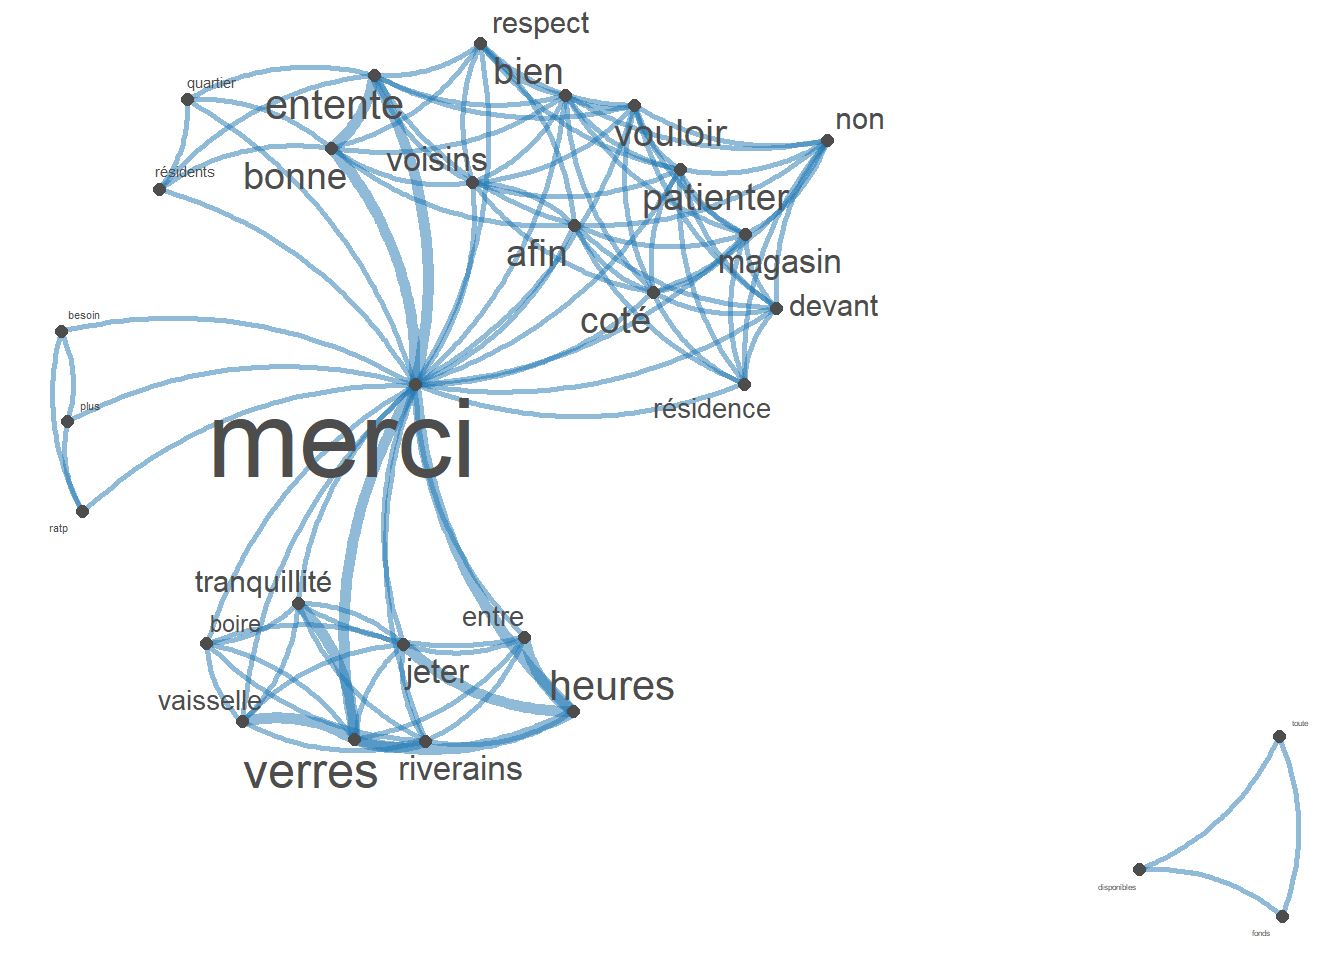 respect
bien
quartier
entente
vouloir
non
voisins
résidents
bonne
patienter
afin
magasin
devant
coté
besoin
plus
résidence
merci
ratp
tranquillité
boire
entre
jeter
heures
vaisselle
verres
riverains
toute
disponibles
fonds